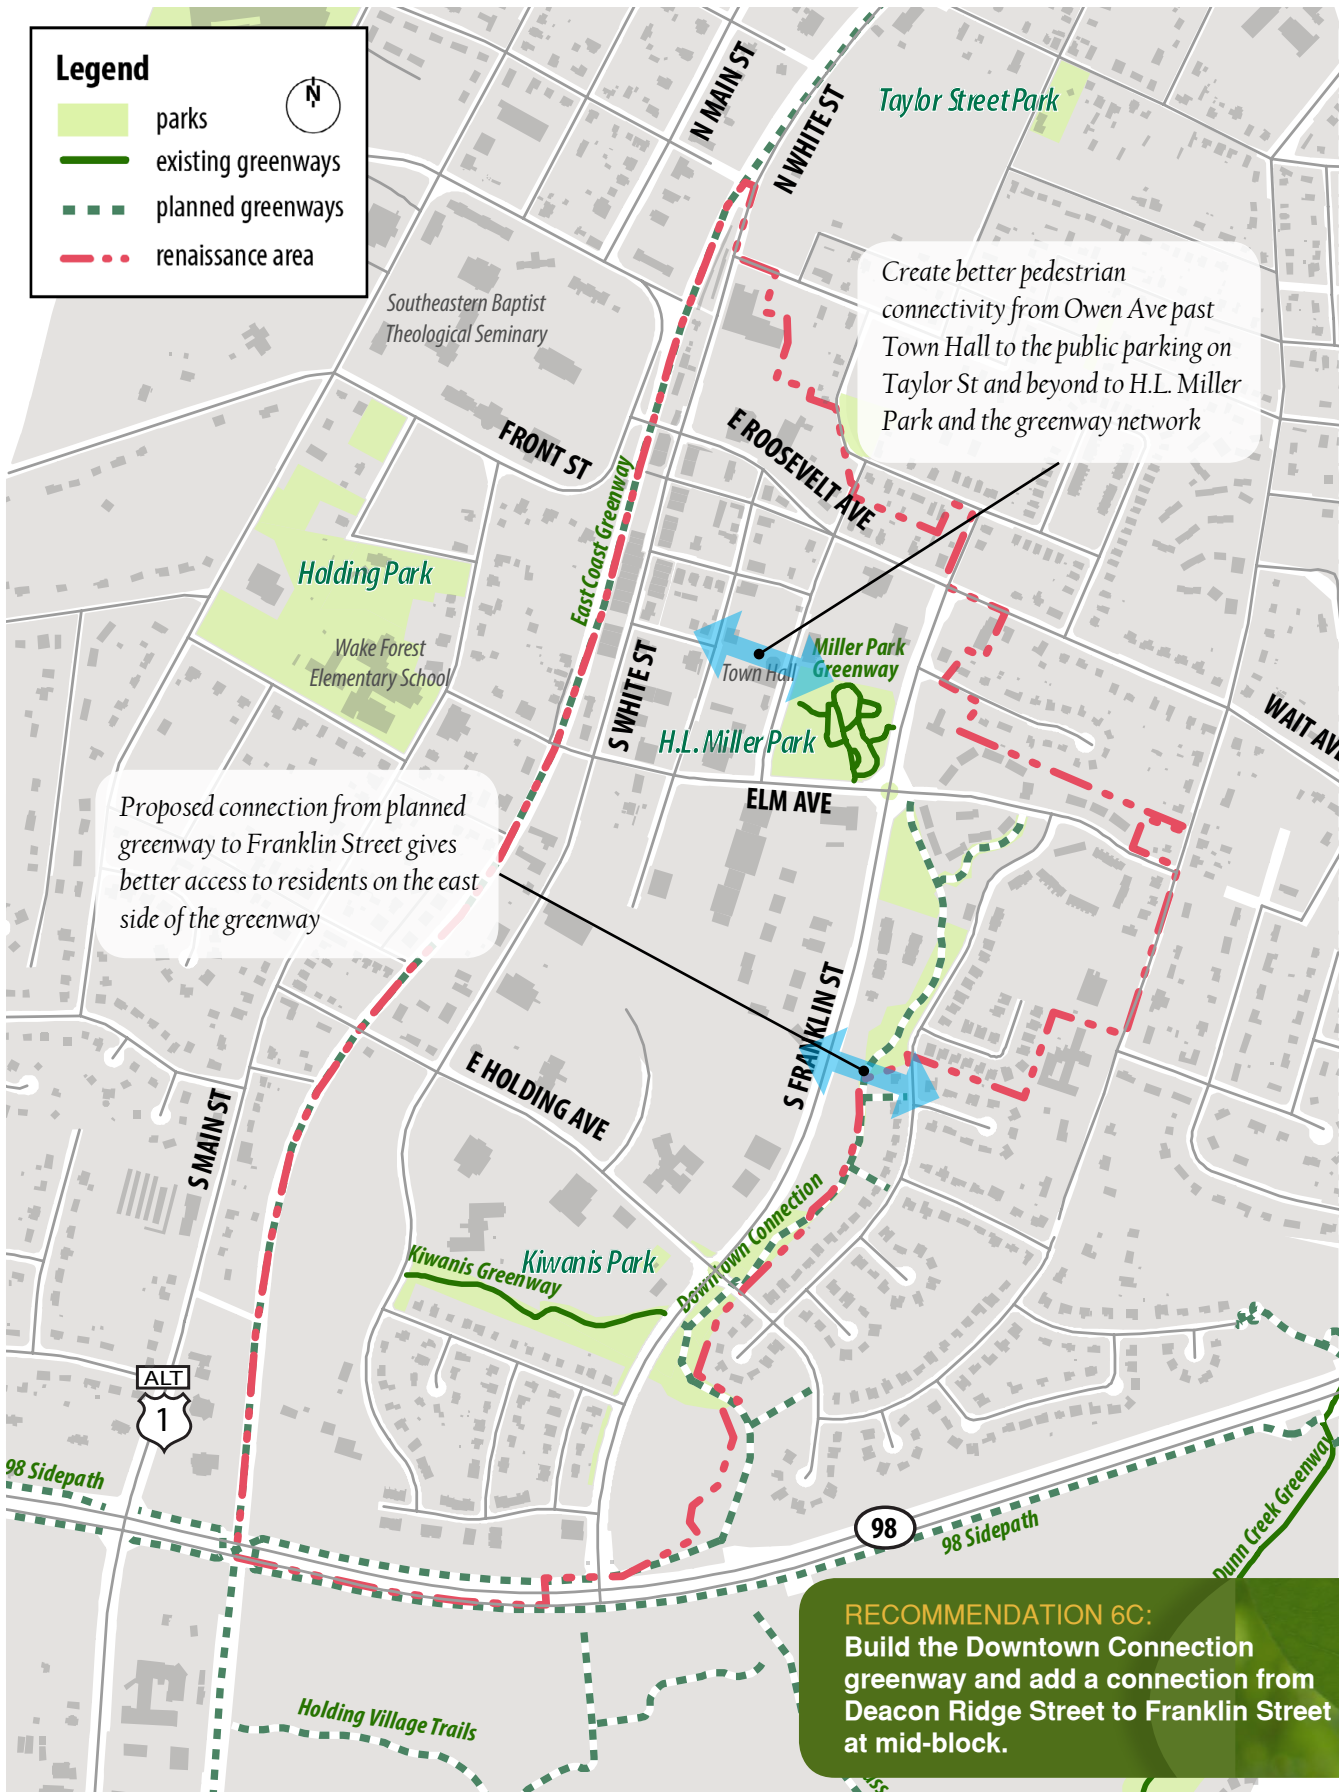 Legend
N
parks
existing greenways
planned greenways
renaissance area
N MAIN ST
N WHITE ST
Taylor Street Park
Create better pedestrian
connectivity from Owen Ave past
Town Hall to the public parking on
Taylor St and beyond to H.L. Miller
Park and the greenway network
Southeastern Baptist
Theological Seminary
FRONT ST
E ROOSEVELT AVE
East Coast Greenway
Holding Park
Wake Forest
Elementary School
Town Hall
Miller Park
Greenway
S WHITE ST
H.L. Miller Park
WAIT AVE
ELM AVE
Proposed connection from planned
greenway to Franklin Street gives
better access to residents on the east
side of the greenway
S FRANKLIN ST
E HOLDING AVE
S MAIN ST
Downtown Connection
Kiwanis Greenway
Kiwanis Park
ALT
1
98 Sidepath
98
98 Sidepath
Dunn Creek Greenway
Holding Village Trails
RECOMMENDATION 6C:
Build the Downtown Connection
greenway and add a connection from
Deacon Ridge Street to Franklin Street
at mid-block.